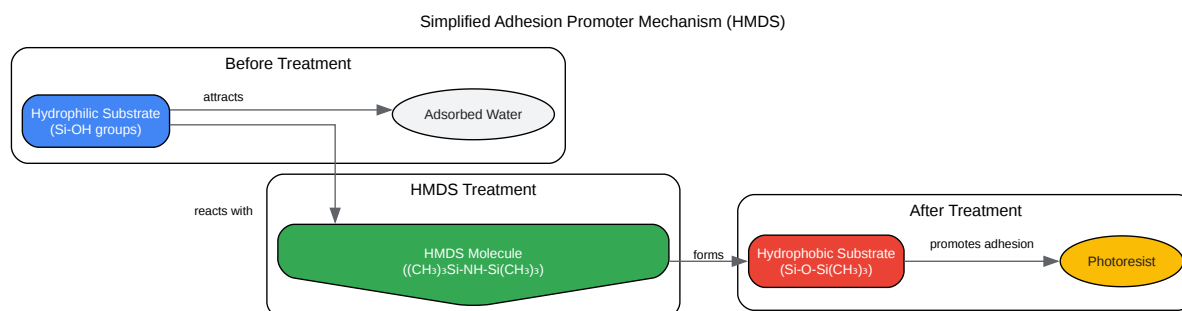 Simplified Adhesion Promoter Mechanism (HMDS)
Before Treatment
Hydrophilic Substrate
(Si-OH groups)
attracts
Adsorbed Water
reacts with
HMDS Treatment
HMDS Molecule
((CH₃)₃Si-NH-Si(CH₃)₃)
forms
After Treatment
Hydrophobic Substrate
(Si-O-Si(CH₃)₃)
promotes adhesion
Photoresist